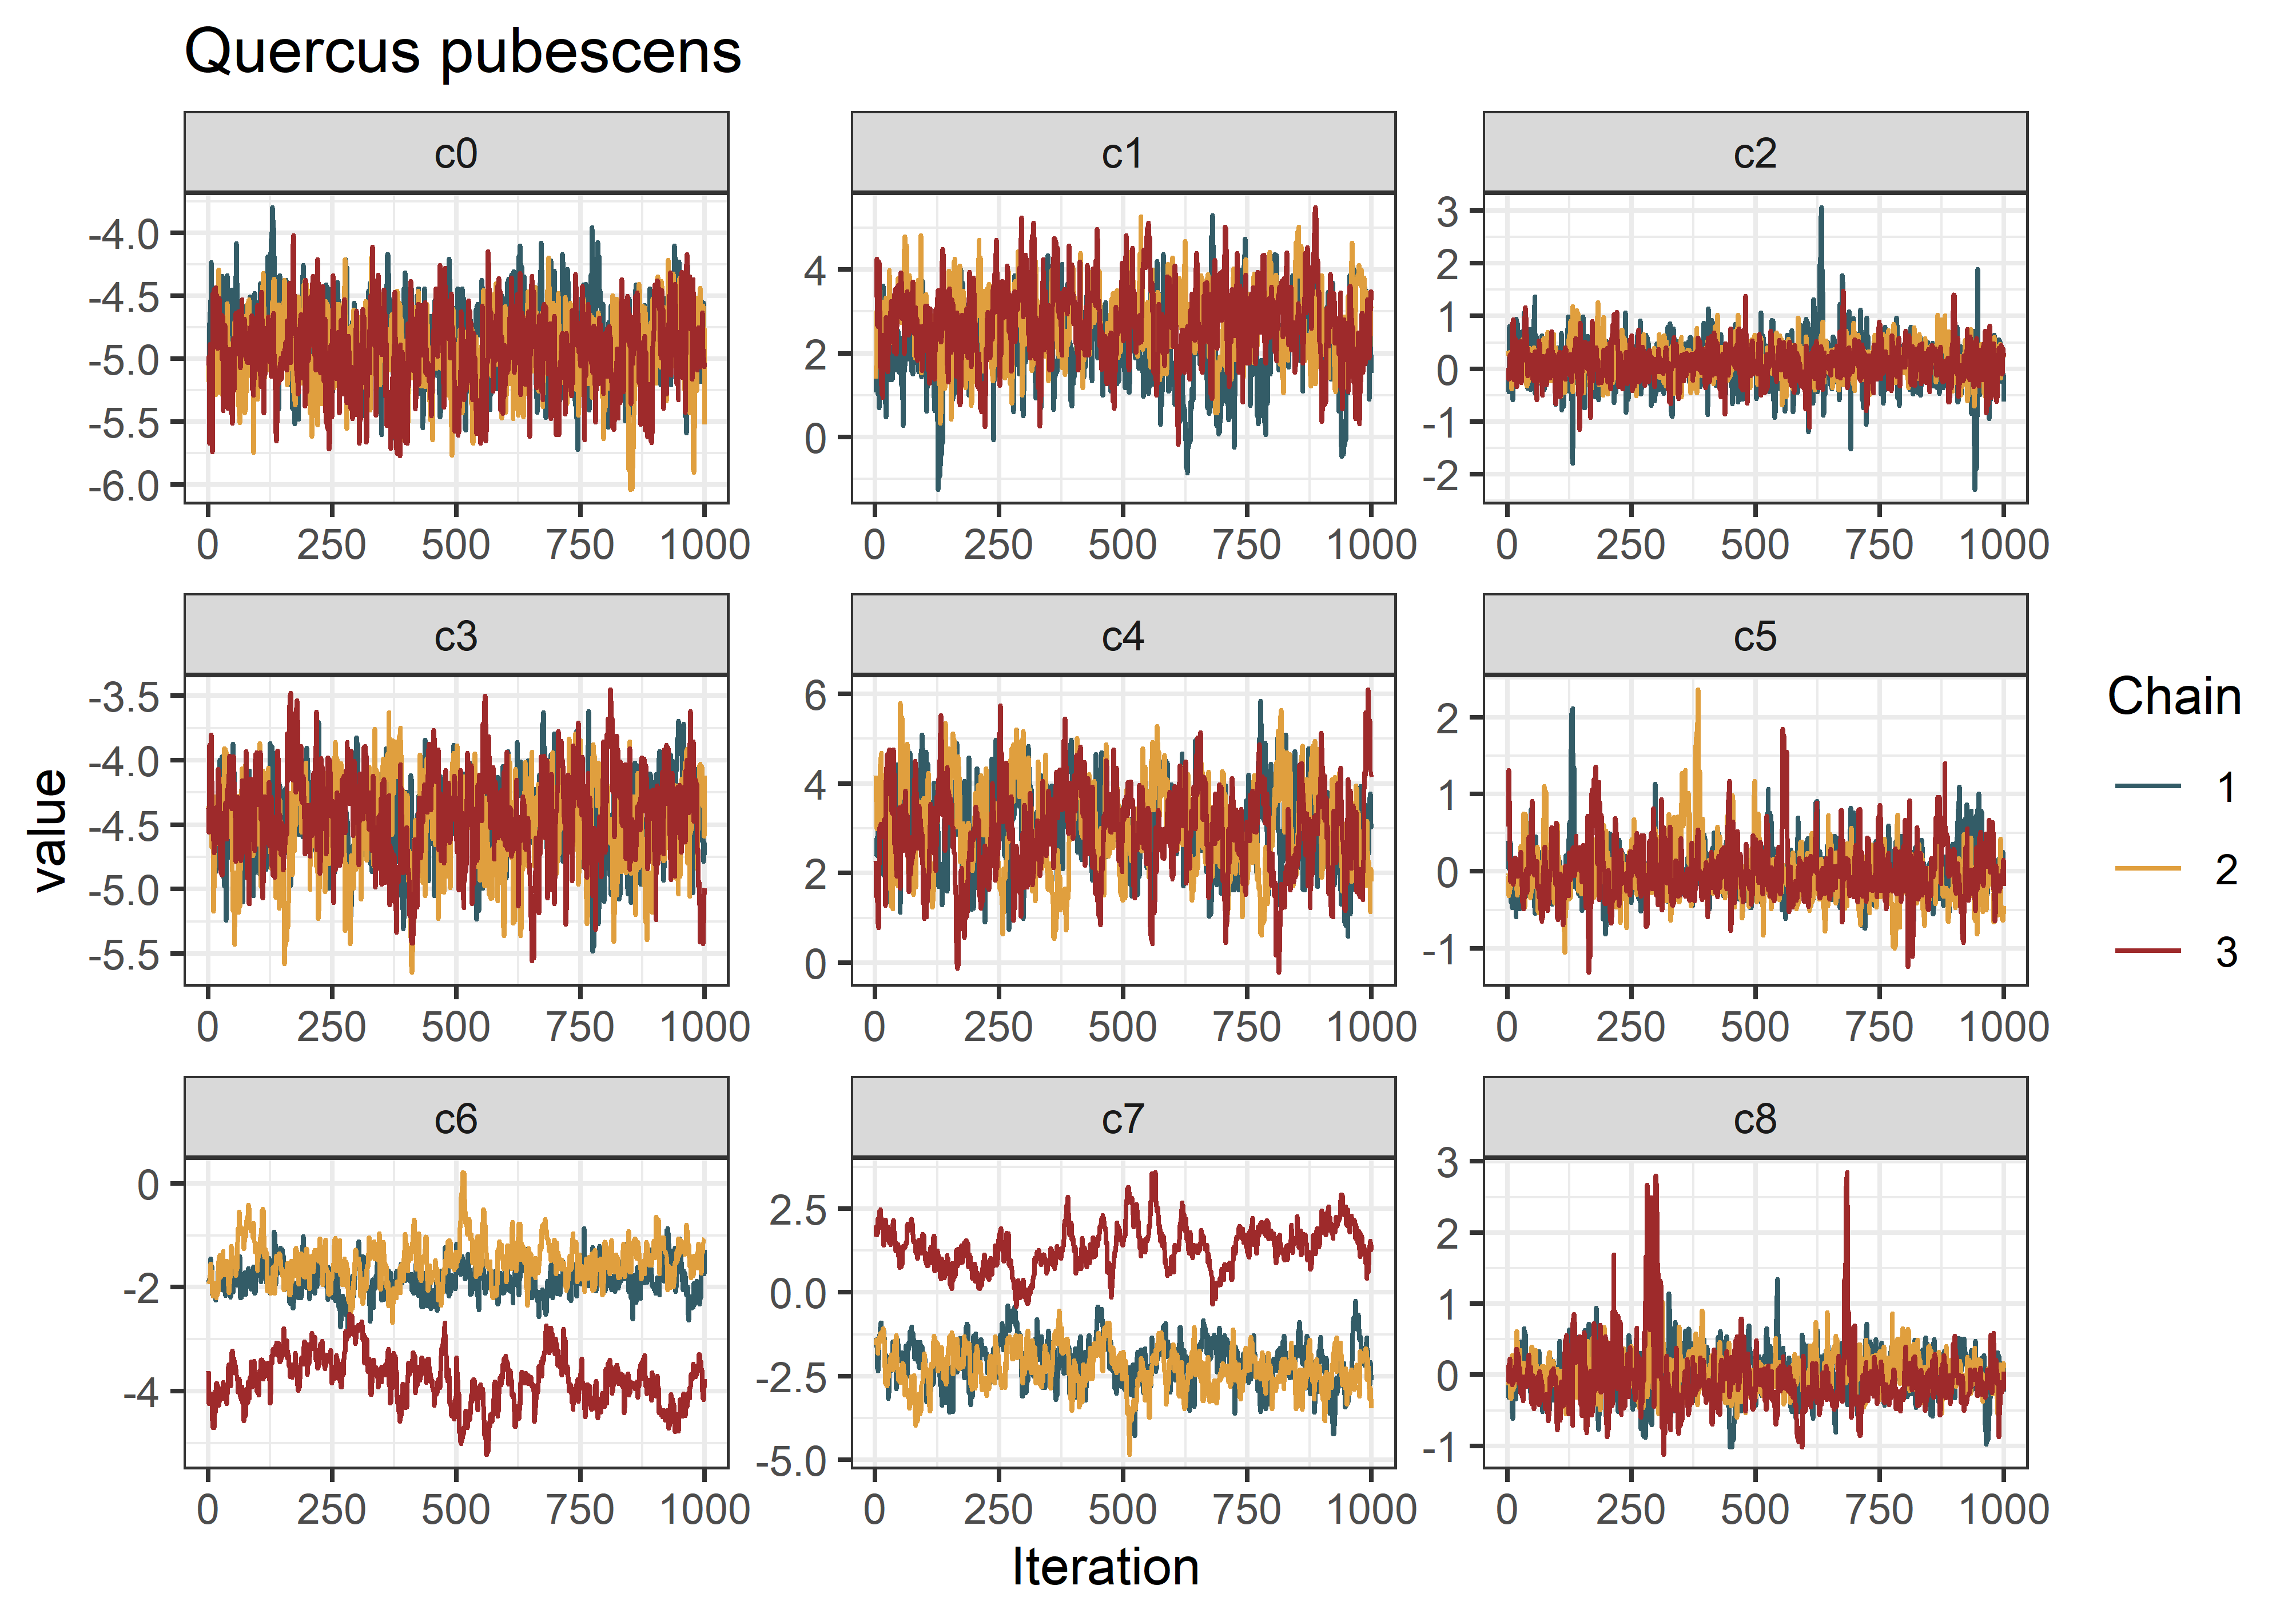 Quercus pubescens
c0 c1 c2
-4.0 -4.5 -5.0 -5.5 -6.0
4 2 0
3 2 1 0 -1 -2
0 250 500 750 1000 0 250 500 750 1000 0 250 500 750 1000
c3 c4 c5
-3.5 -4.0 -4.5 -5.0 -5.5
6 4 2 0
2 1 0 -1
0 250 500 750 1000 0 250 500 750 1000 0 250 500 750 1000
c6 c7 c8
0 -2 -4
2.5 0.0 -2.5 -5.0
3 2 1 0 -1
0 250 500 750 1000 0 250 500 750 1000 0 250 500 750 1000
value
Iteration
Chain
1
2
3